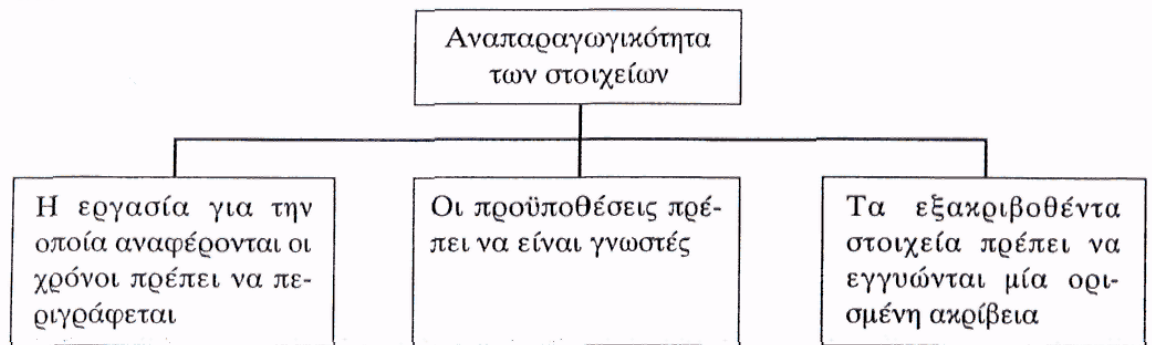 Αναπαραγωγικότητα
των στοιχείων
Η εργασία για την
οποία αναφέρονται οι
χρόνοι πρέπει να πε-
ριγράφεται
Οι προϋποθέσεις πρέ-
πει να είναι γνωστές
Τα εξακριβοθέντα
στοιχεία πρέπει να
εγγυώνται μία ορι-
σμένη ακρίβεια